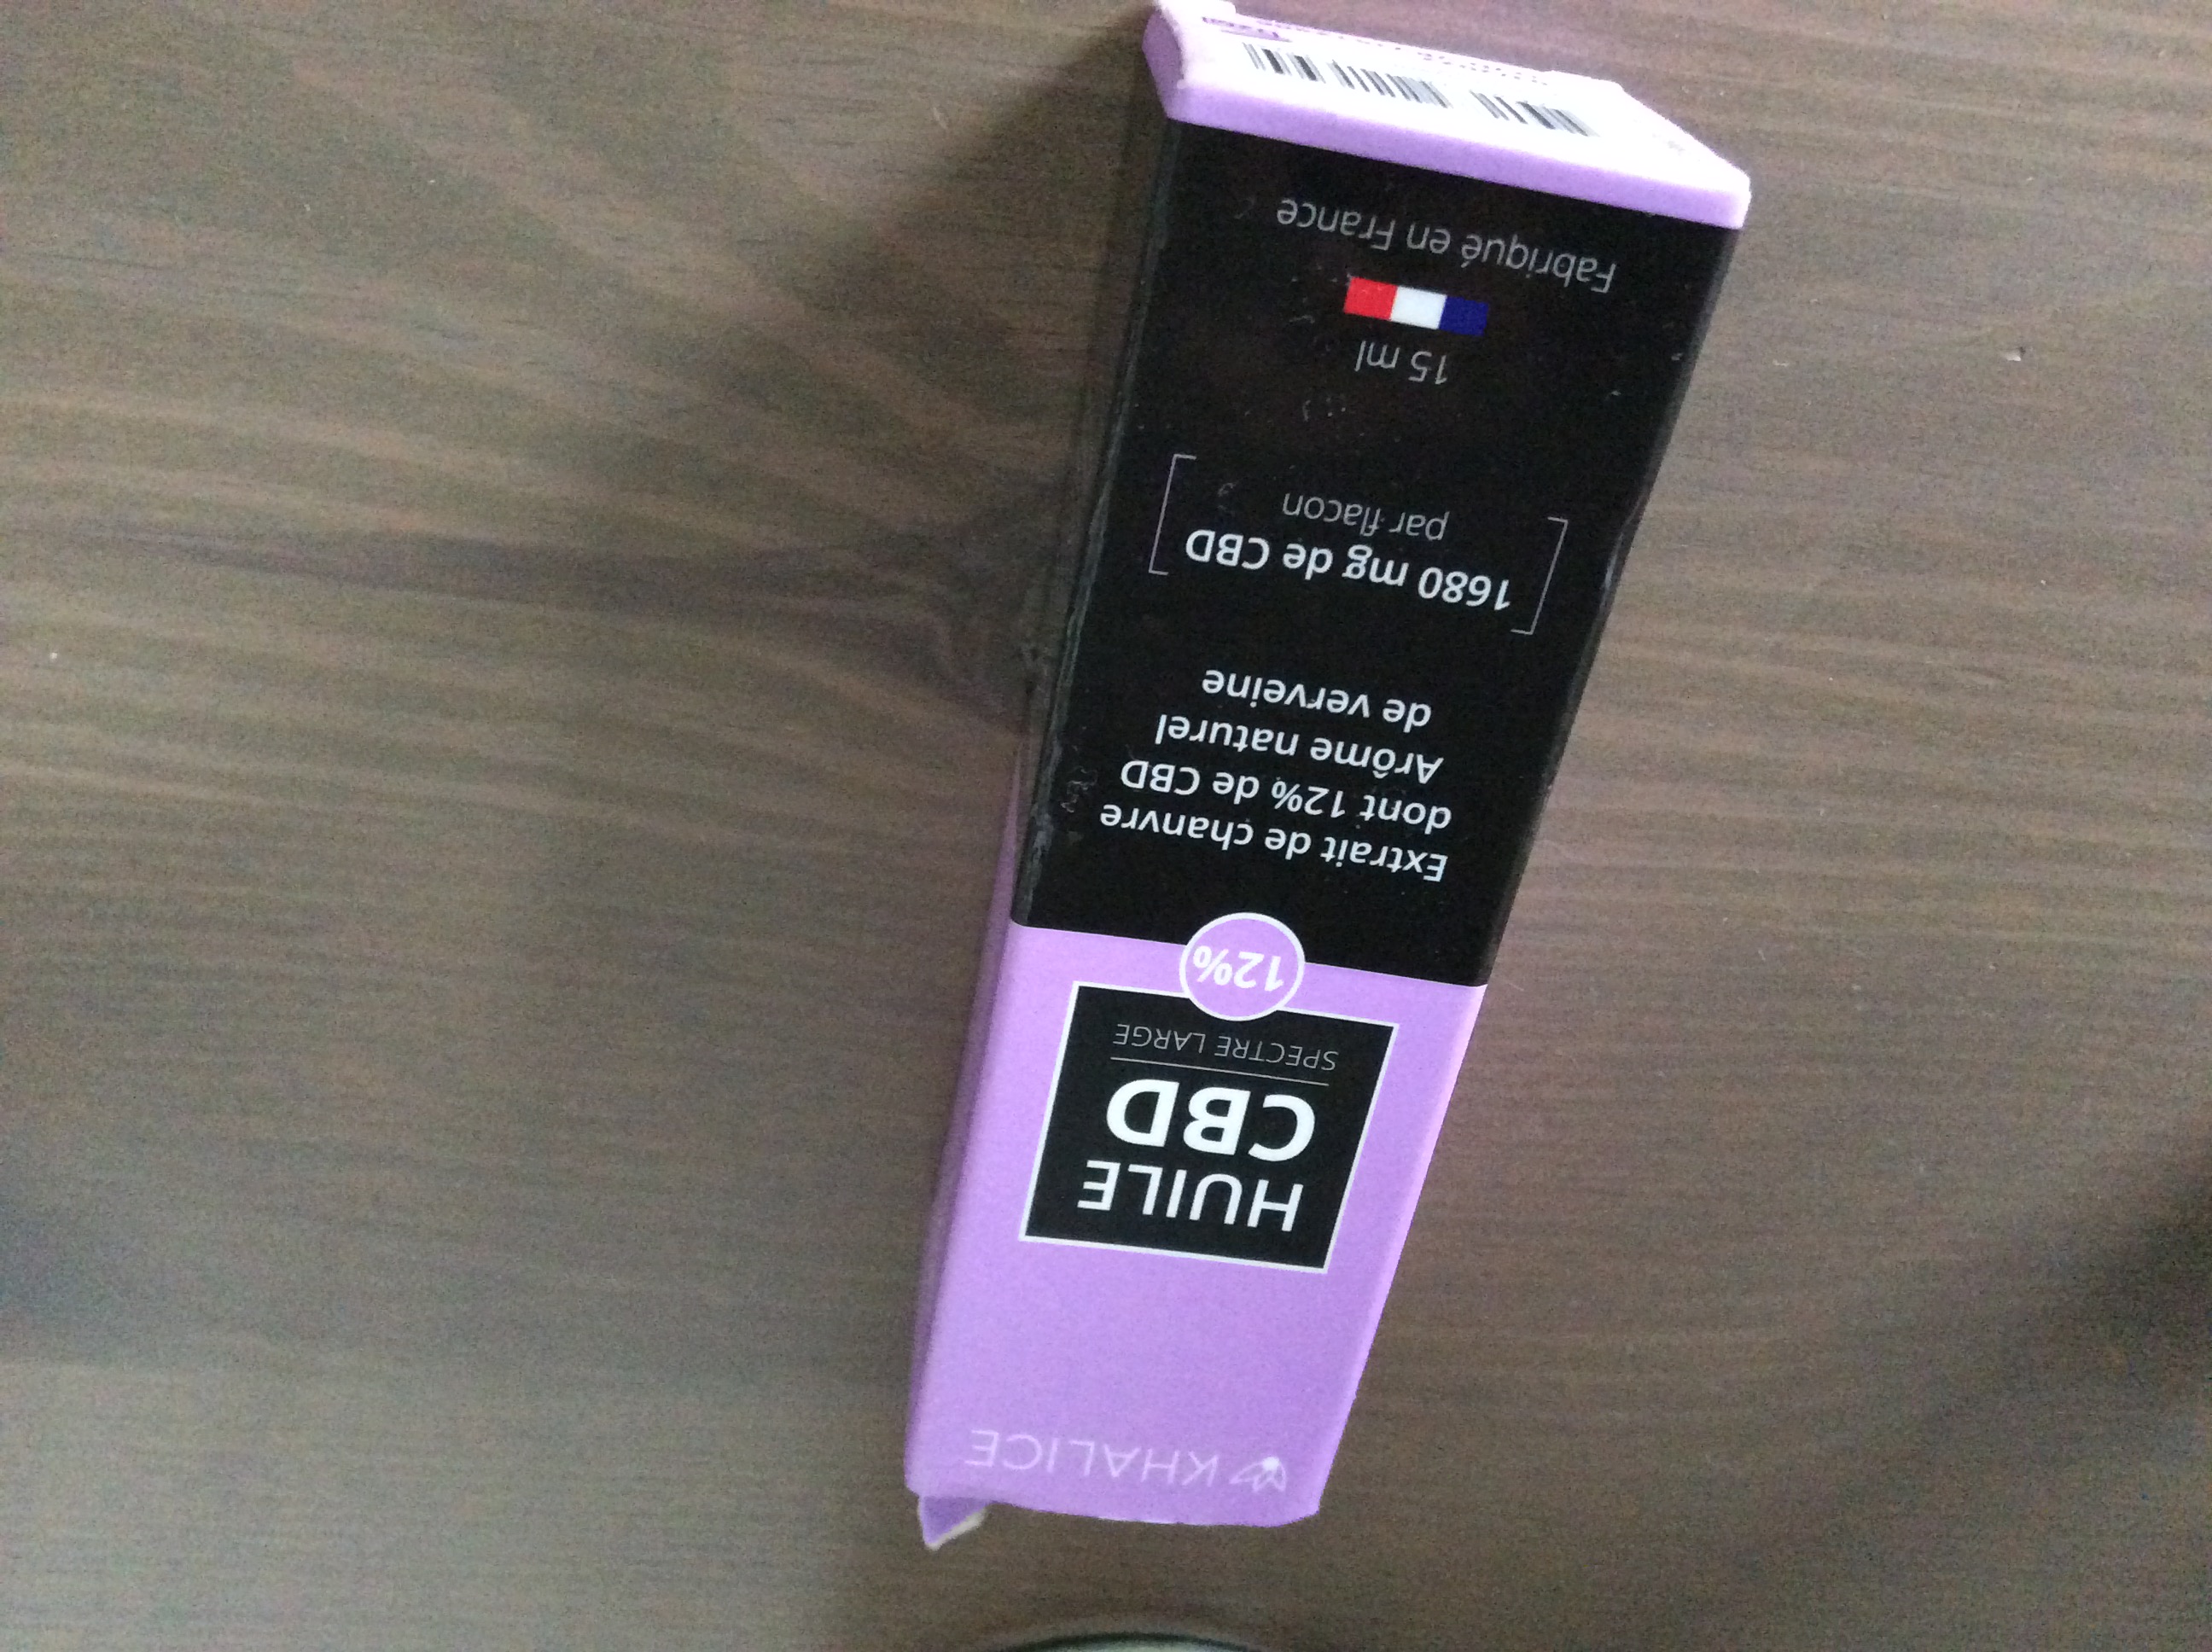 KHALICE
HUILE
CBD
SPECTRE LARGE
12%
Extrait de chanvre
dont 12% de CBD
Arôme naturel
de verveine
1680 mg de CBD
par flacon
15 ml
Fabriqué en France